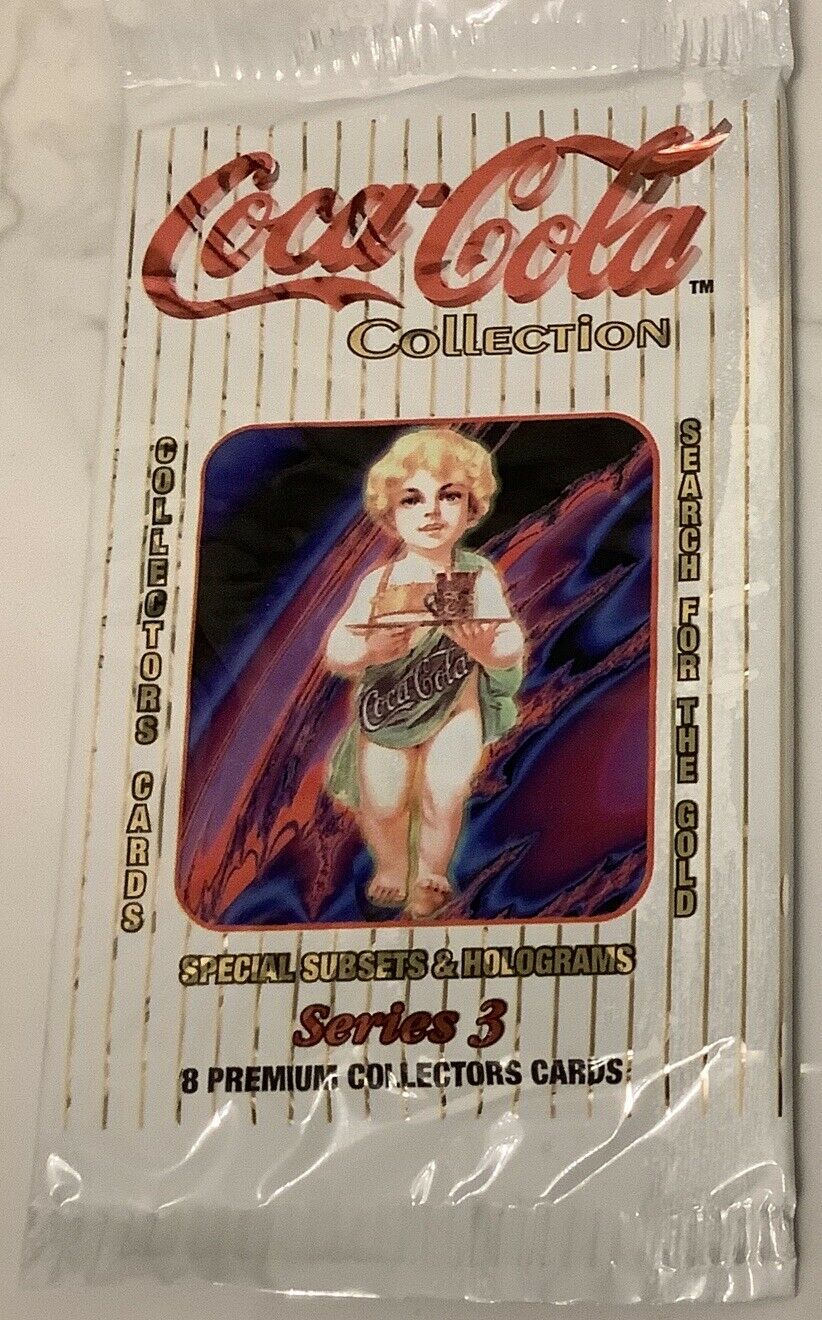 Coca-Cola
TM
COLLECTiON
COLLECTORS CARDS
SEARCH FOR THE GOLD
Coca Cola
SPECIAL SUBSETS & HOLOGRAMS
Series 3
8 PREMIUM COLLECTORS CARDS